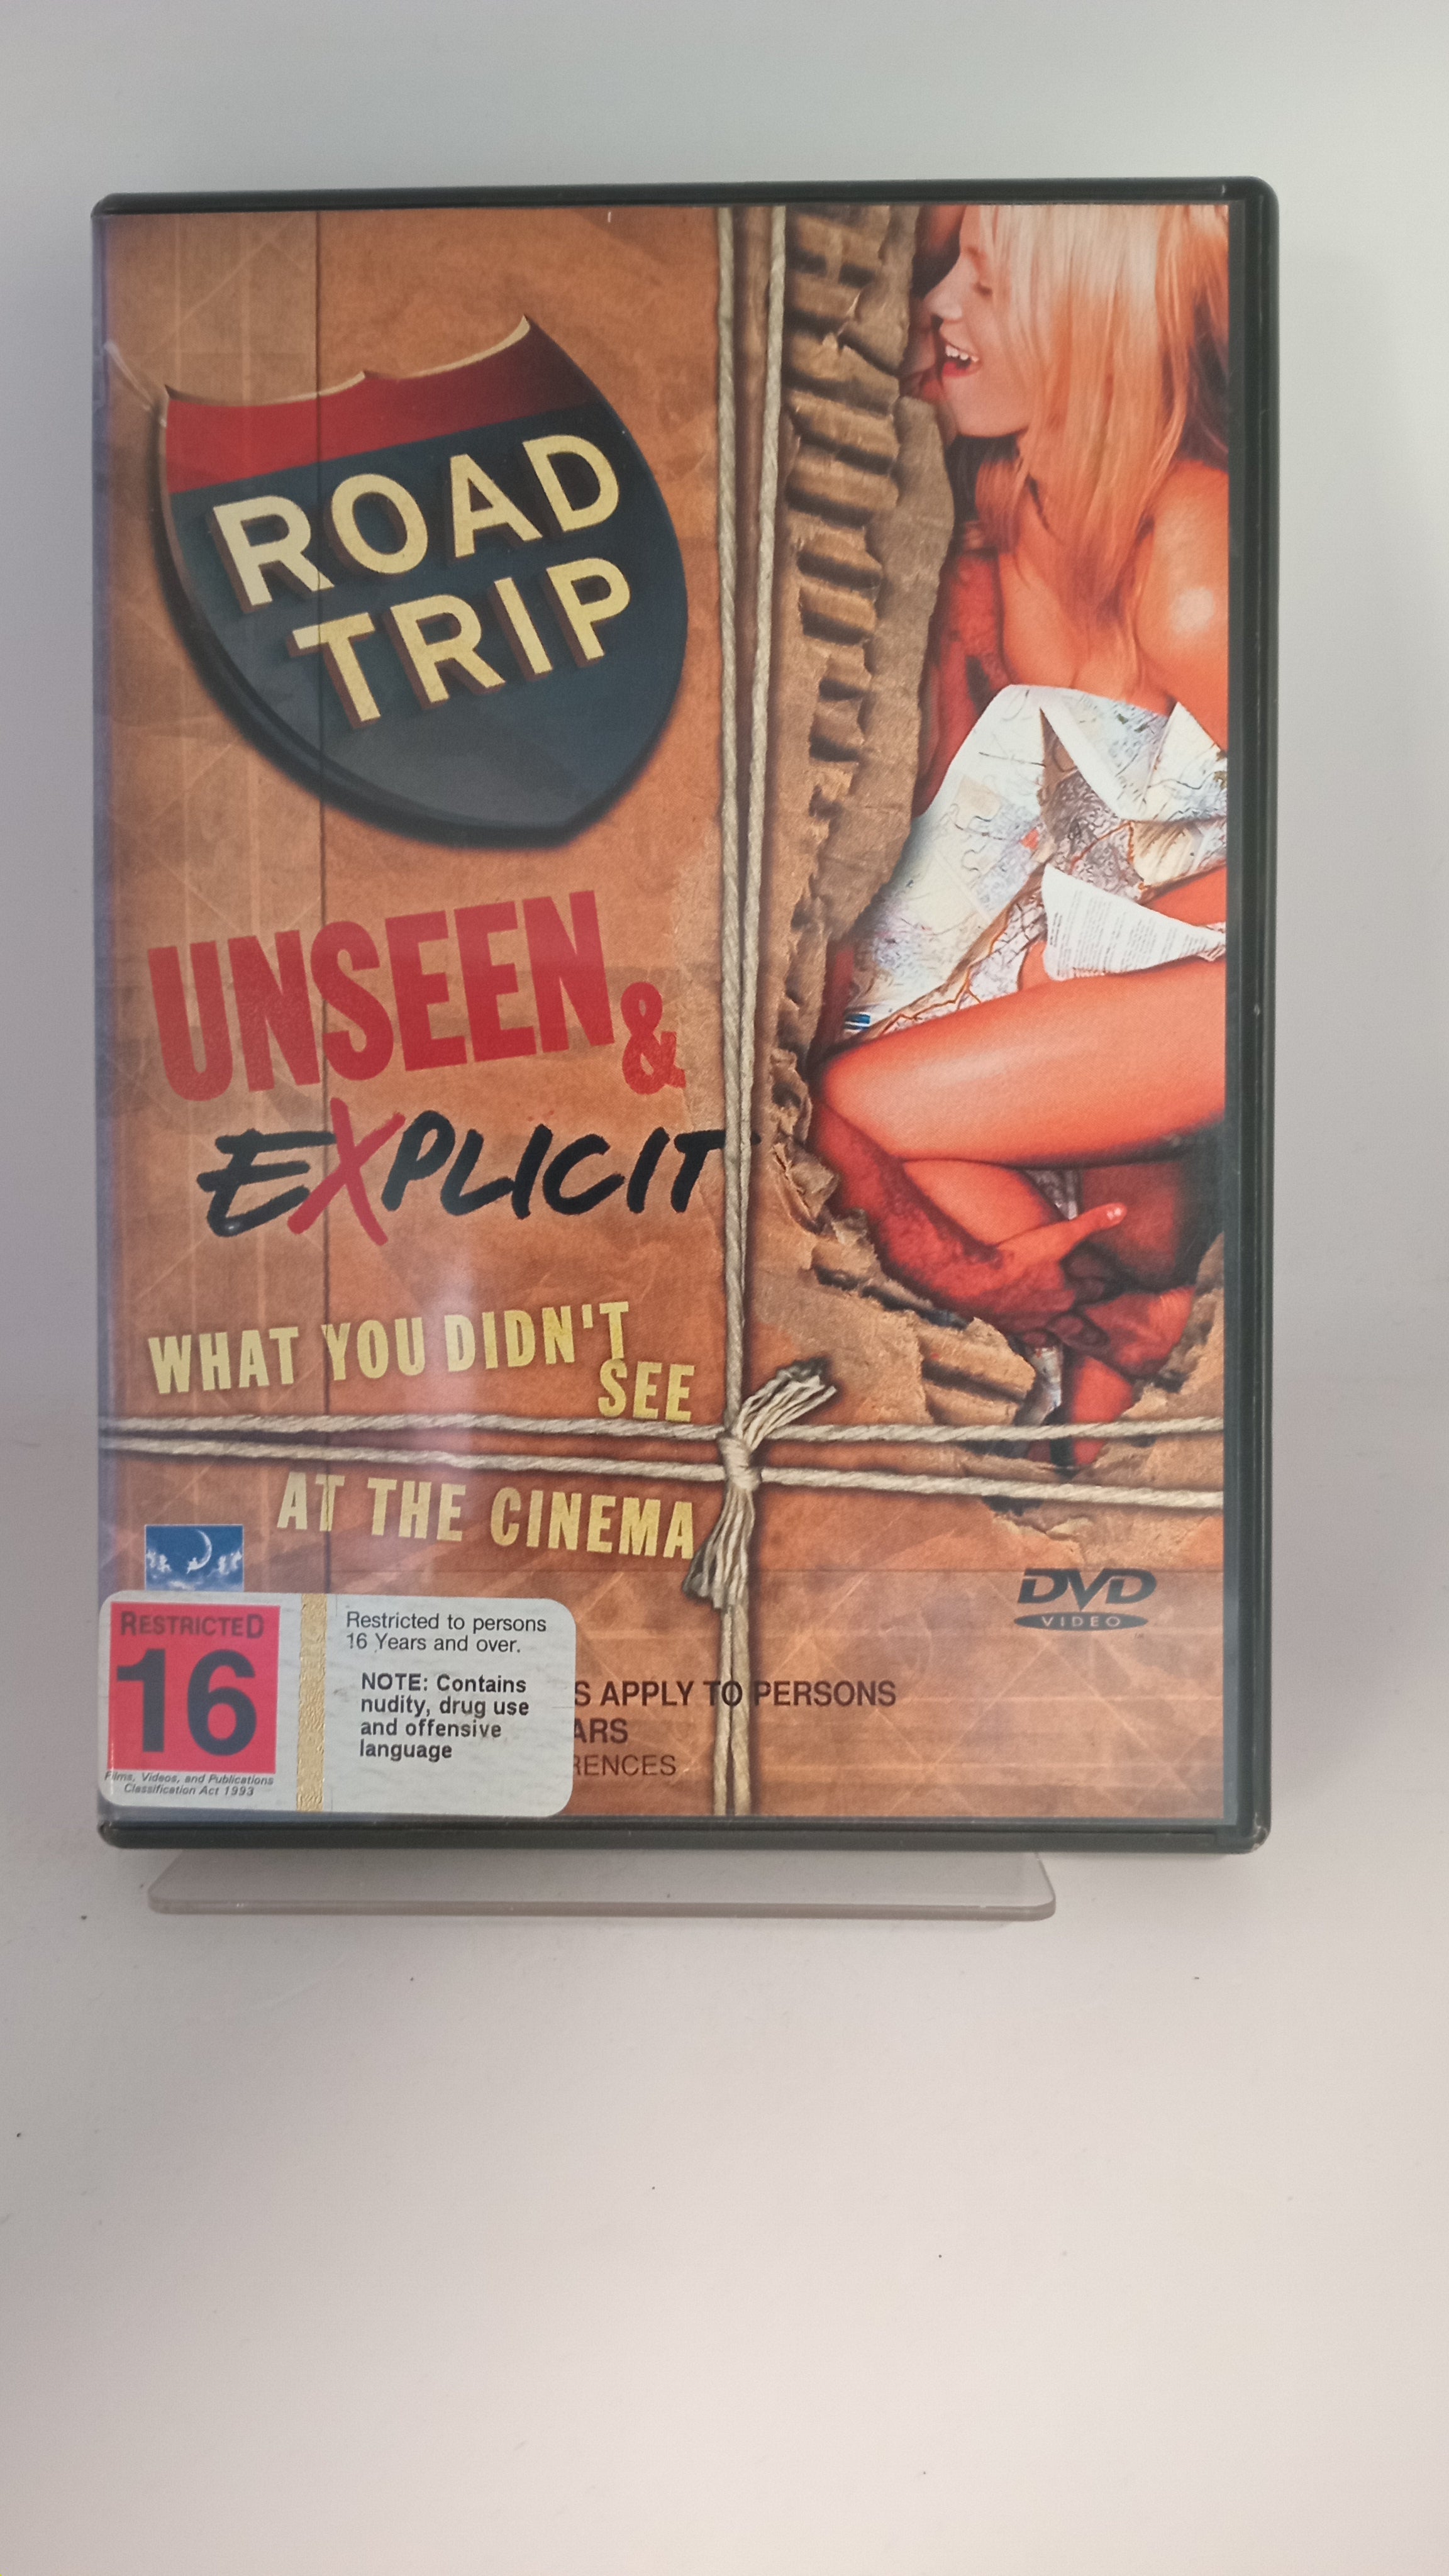 ROAD
TRIP
UNSEEN &
EXPLICIT
WHAT YOU DIDN'T
SEE
AT THE CINEMA
DVD
VIDEO
RESTRICTED
16
Films, Videos, and Publications
Classification Act 1993
Restricted to persons
16 Years and over.
NOTE: Contains
nudity, drug use
and offensive
language
S APPLY TO PERSONS
ARS
RENCES